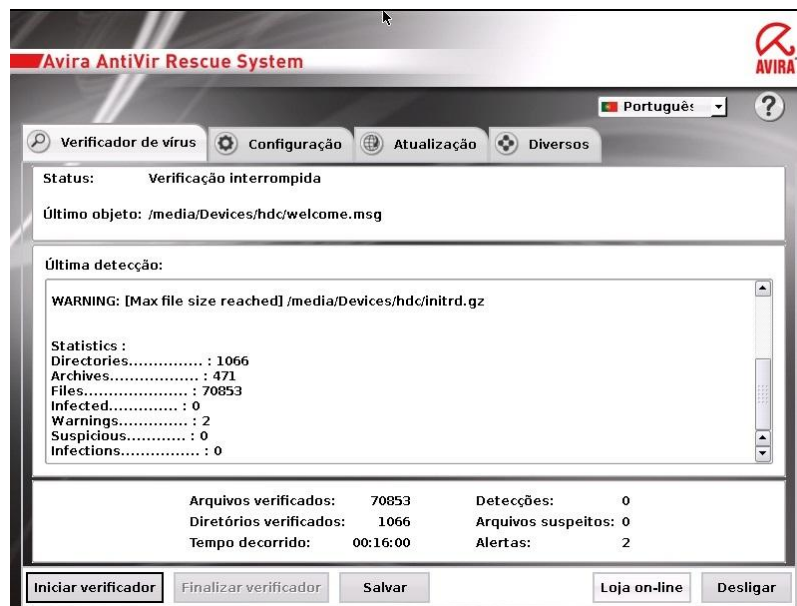 Avira AntiVir Rescue System
AVIRA
Português
?
Verificador de vírus
Configuração
Atualização
Diversos
Status: Verificação interrompida
Último objeto: /media/Devices/hdc/welcome.msg
Última detecção:
WARNING: [Max file size reached] /media/Devices/hdc/initrd.gz
Statistics :
Directories............... : 1066
Archives.................. : 471
Files.................... : 70853
Infected.............. : 0
Warnings.............. : 2
Suspicious............ : 0
Infections................ : 0
Arquivos verificados: 70853 Detecções: 0
Diretórios verificados: 1066 Arquivos suspeitos: 0
Tempo decorrido: 00:16:00 Alertas: 2
Iniciar verificador
Finalizar verificador
Salvar
Loja on-line
Desligar